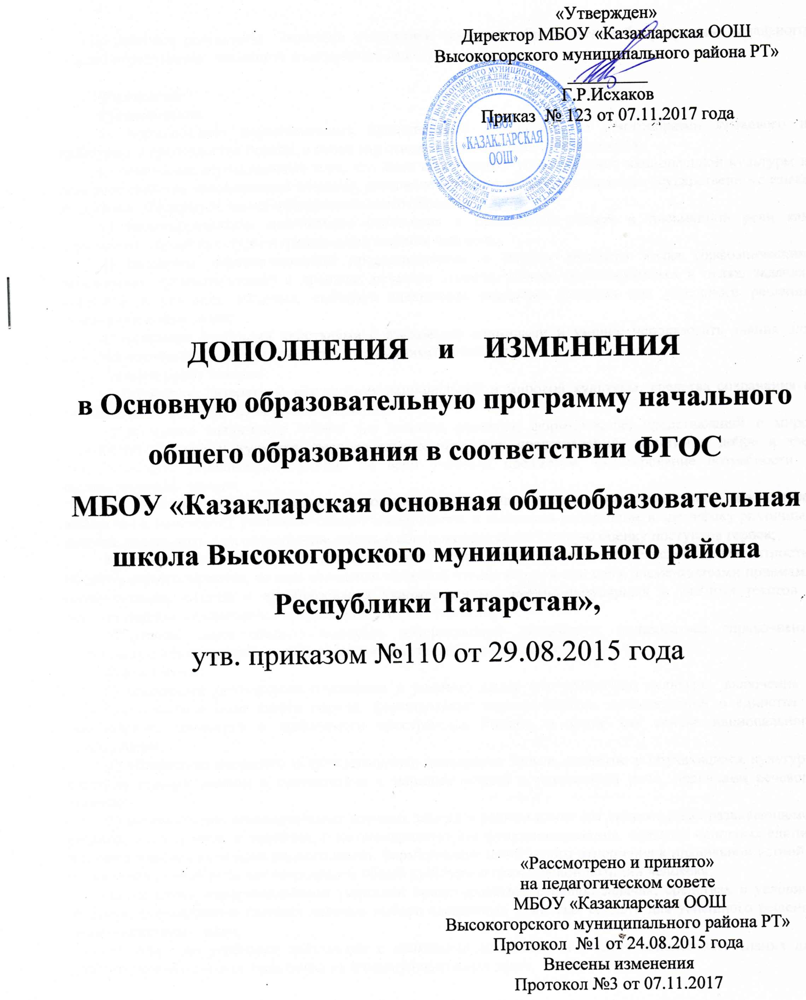 «Утвержден»
Директор МБОУ «Казакларская ООШ
Высокогорского муниципального района РТ»
Г.Р.Исхаков
Приказ № 123 от 07.11.2017 года
МБОУ
«КАЗАКЛАРСКАЯ
ООШ»
ДОПОЛНЕНИЯ и ИЗМЕНЕНИЯ
в Основную образовательную программу начального
общего образования в соответствии ФГОС
МБОУ «Казакларская основная общеобразовательная
школа Высокогорского муниципального района
Республики Татарстан»,
утв. приказом №110 от 29.08.2015 года
«Рассмотрено и принято»
на педагогическом совете
МБОУ «Казакларская ООШ
Высокогорского муниципального района РТ»
Протокол №1 от 24.08.2015 года
Внесены изменения
Протокол №3 от 07.11.2017